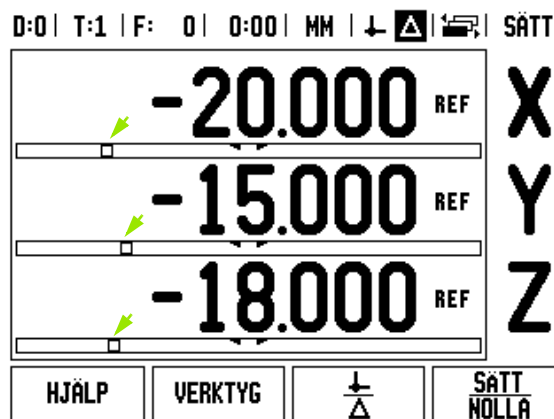 D:0 | T:1 | F: 0 | 0:00 | MM | Δ | SÄTT
-20.000 REF X
-15.000 REF Y
-18.000 REF Z
HJÄLP VERKTYG Δ SÄTT
NOLLA